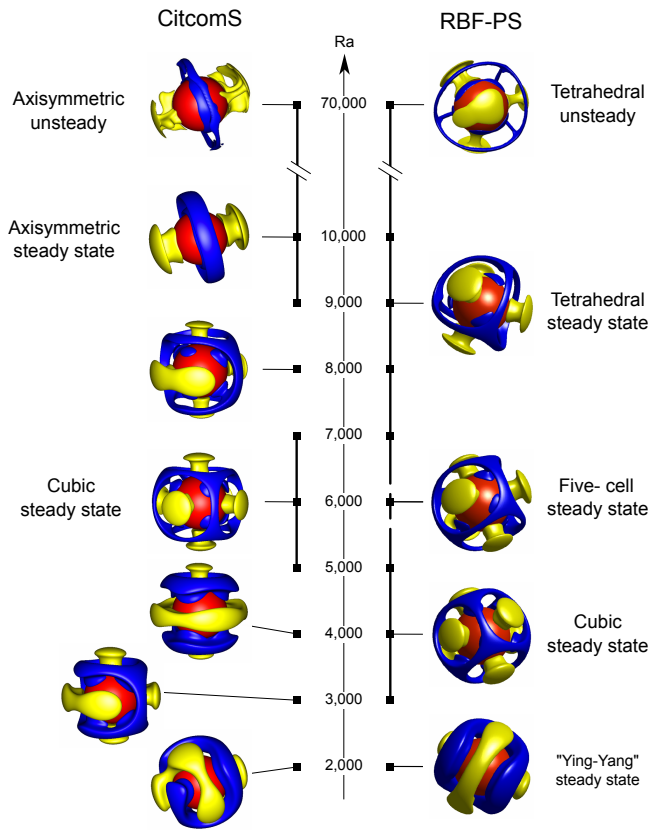 CitcomS
RBF-PS
Ra
Axisymmetric
unsteady
70,000
Tetrahedral
unsteady
Axisymmetric
steady state
10,000
9,000
Tetrahedral
steady state
8,000
7,000
Cubic
steady state
6,000
Five- cell
steady state
5,000
4,000
Cubic
steady state
3,000
2,000
"Ying-Yang"
steady state